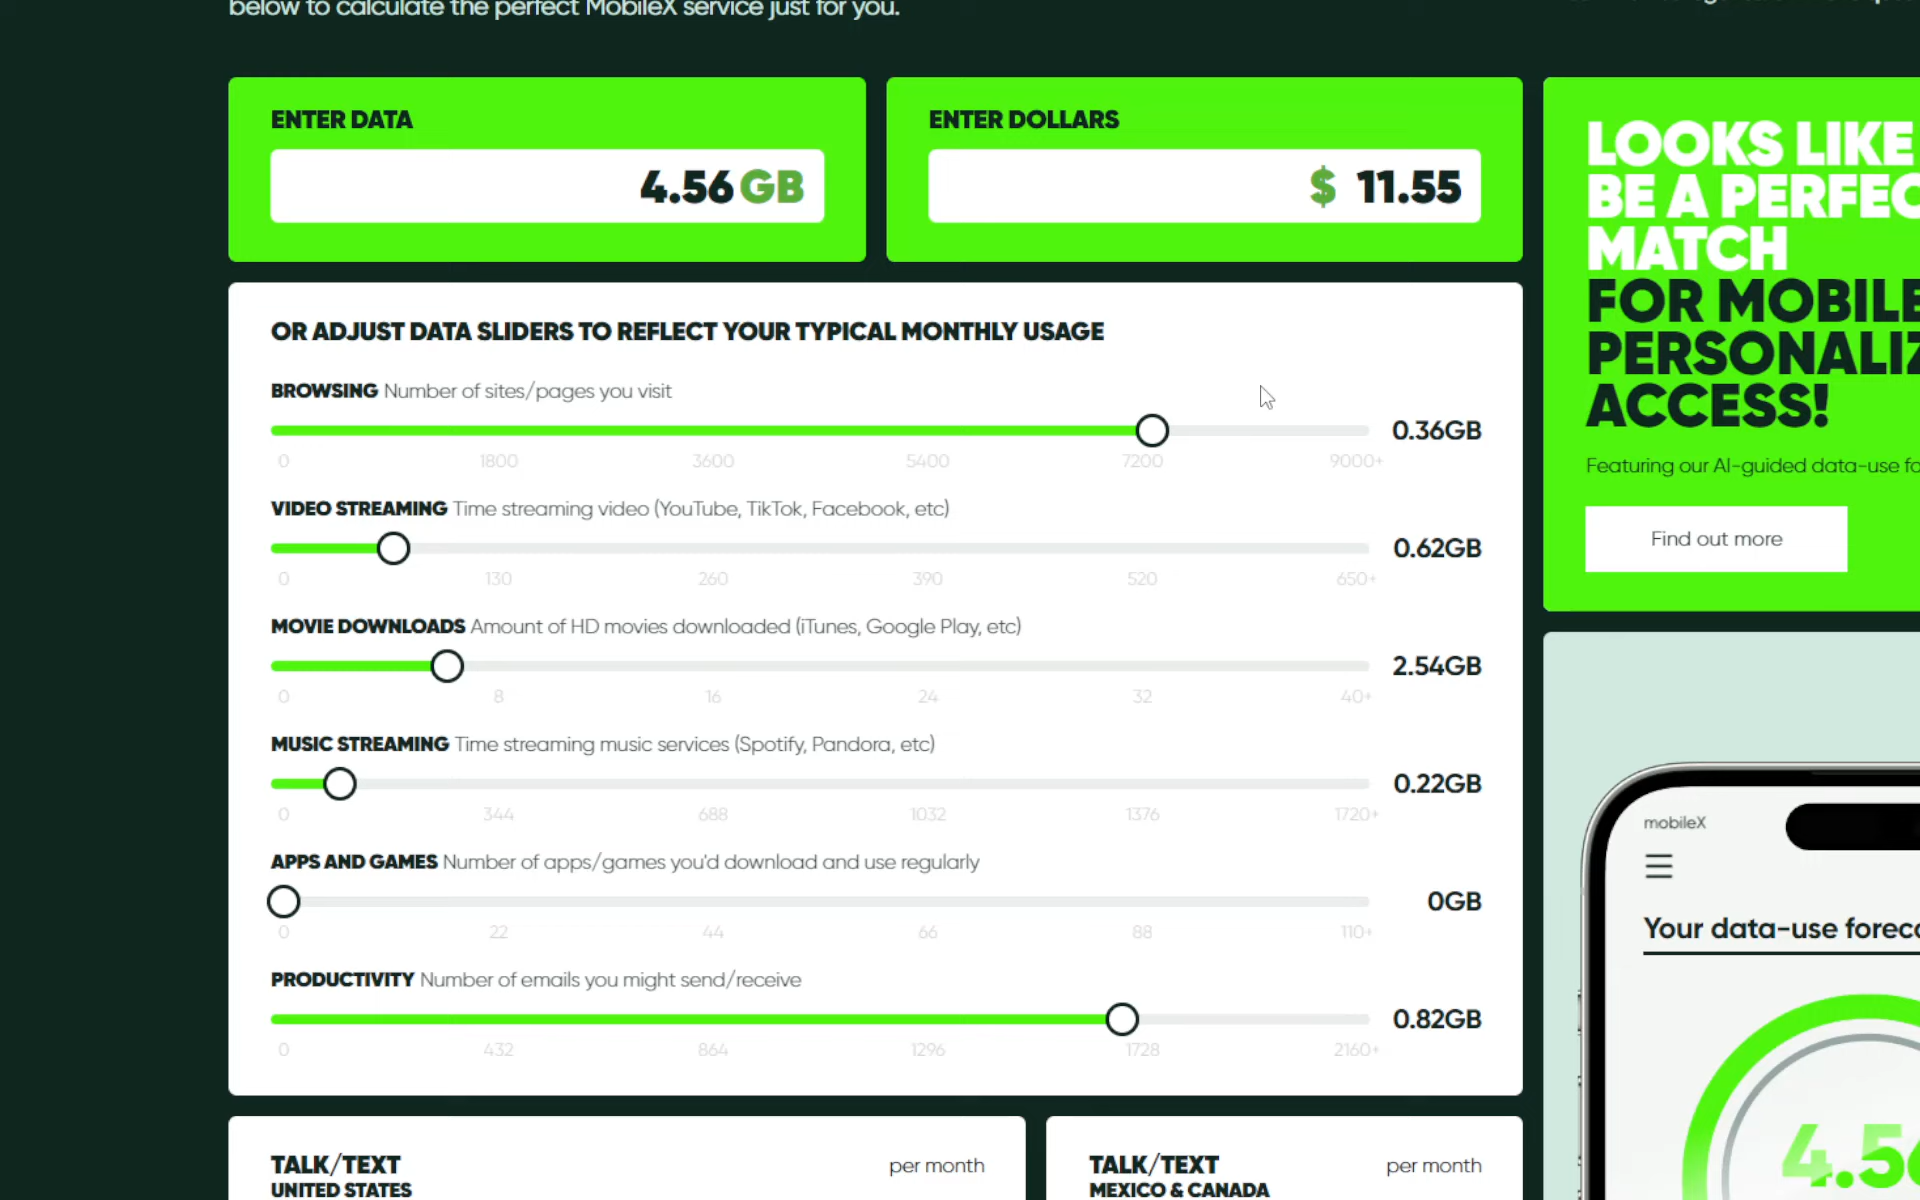 below to calculate the perfect MobileX service just for you.
ENTER DATA
4.56 GB
ENTER DOLLARS
$ 11.55
OR ADJUST DATA SLIDERS TO REFLECT YOUR TYPICAL MONTHLY USAGE
BROWSING Number of sites/pages you visit
0.36GB
0 1800 3600 5400 7200 9000+
VIDEO STREAMING Time streaming video (YouTube, TikTok, Facebook, etc)
0.62GB
0 130 260 390 520 650+
MOVIE DOWNLOADS Amount of HD movies downloaded (iTunes, Google Play, etc)
2.54GB
0 8 16 24 32 40+
MUSIC STREAMING Time streaming music services (Spotify, Pandora, etc)
0.22GB
0 344 688 1032 1376 1720+
APPS AND GAMES Number of apps/games you'd download and use regularly
0GB
0 22 44 66 88 110+
PRODUCTIVITY Number of emails you might send/receive
0.82GB
0 432 864 1296 1728 2160+
TALK/TEXT
UNITED STATES
per month
TALK/TEXT
MEXICO & CANADA
per month
LOOKS LIKE
BE A PERFEC
MATCH
FOR MOBILE
PERSONALIZ
ACCESS!
Featuring our AI-guided data-use fo
Find out more
mobileX
Your data-use foreca
4.56